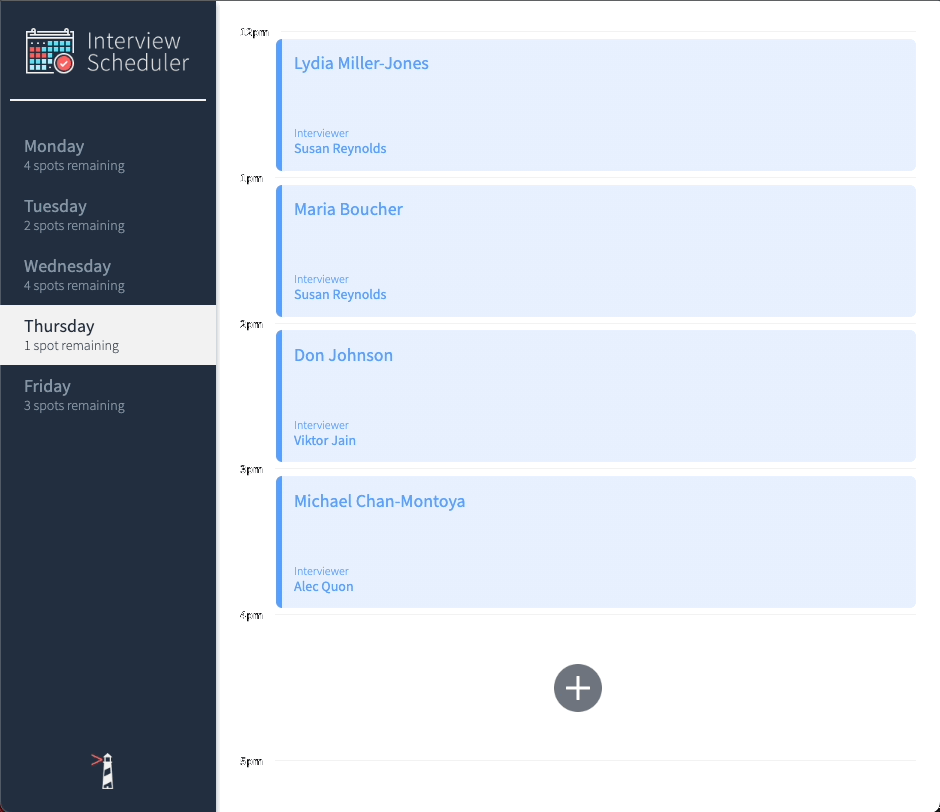 Interview
Scheduler
Monday
4 spots remaining
Tuesday
2 spots remaining
Wednesday
4 spots remaining
Thursday
1 spot remaining
Friday
3 spots remaining
12pm
Lydia Miller-Jones
Interviewer
Susan Reynolds
1pm
Maria Boucher
Interviewer
Susan Reynolds
2pm
Don Johnson
Interviewer
Viktor Jain
3pm
Michael Chan-Montoya
Interviewer
Alec Quon
4pm
5pm